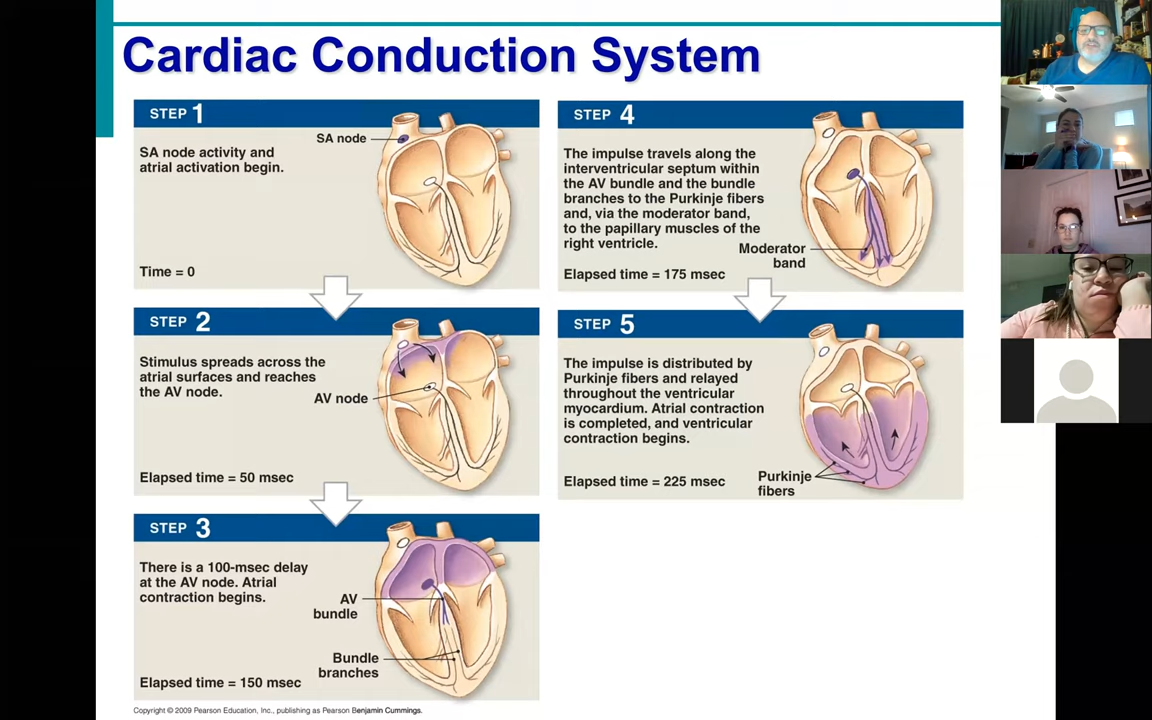 Cardiac Conduction System
STEP 1
SA node
SA node activity and
atrial activation begin.
Time = 0
STEP 2
Stimulus spreads across the
atrial surfaces and reaches
the AV node.
AV node
Elapsed time = 50 msec
STEP 3
There is a 100-msec delay
at the AV node. Atrial
contraction begins.
AV
bundle
Bundle
branches
Elapsed time = 150 msec
STEP 4
The impulse travels along the
interventricular septum within
the AV bundle and the bundle
branches to the Purkinje fibers
and, via the moderator band,
to the papillary muscles of the
right ventricle.
Moderator
band
Elapsed time = 175 msec
STEP 5
The impulse is distributed by
Purkinje fibers and relayed
throughout the ventricular
myocardium. Atrial contraction
is completed, and ventricular
contraction begins.
Elapsed time = 225 msec
Purkinje
fibers
Copyright © 2009 Pearson Education, Inc., publishing as Pearson Benjamin Cummings.